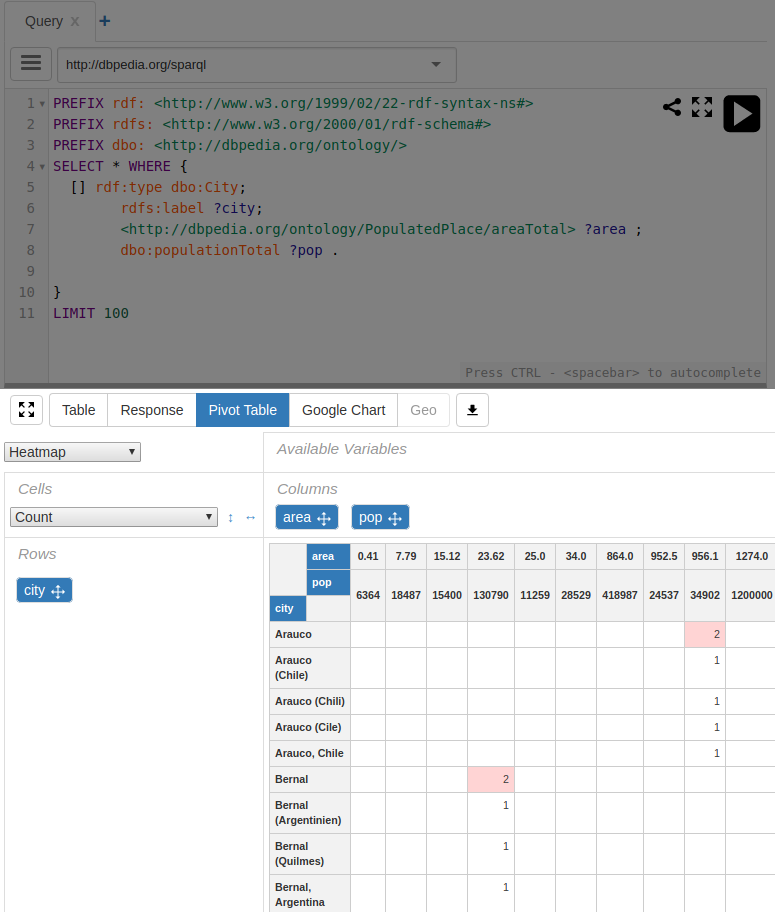 Query x +
http://dbpedia.org/sparql
1 PREFIX rdf: <http://www.w3.org/1999/02/22-rdf-syntax-ns#>
2 PREFIX rdfs: <http://www.w3.org/2000/01/rdf-schema#>
3 PREFIX dbo: <http://dbpedia.org/ontology/>
4 SELECT * WHERE {
5 [] rdf:type dbo:City;
6 rdfs:label ?city;
7 <http://dbpedia.org/ontology/PopulatedPlace/areaTotal> ?area ;
8 dbo:populationTotal ?pop .
9
10 }
11 LIMIT 100
Press CTRL - <spacebar> to autocomplete
Table Response Pivot Table Google Chart Geo
Heatmap Available Variables
Cells Columns
Count ↕ ↔ area pop
Rows
city
area 0.41 7.79 15.12 23.62 25.0 34.0 864.0 952.5 956.1 1274.0
pop 6364 18487 15400 130790 11259 28529 418987 24537 34902 1200000
city
Arauco 2
Arauco
(Chile) 1
Arauco (Chili) 1
Arauco (Cile) 1
Arauco, Chile 1
Bernal 2
Bernal
(Argentinien) 1
Bernal
(Quilmes) 1
Bernal,
Argentina 1